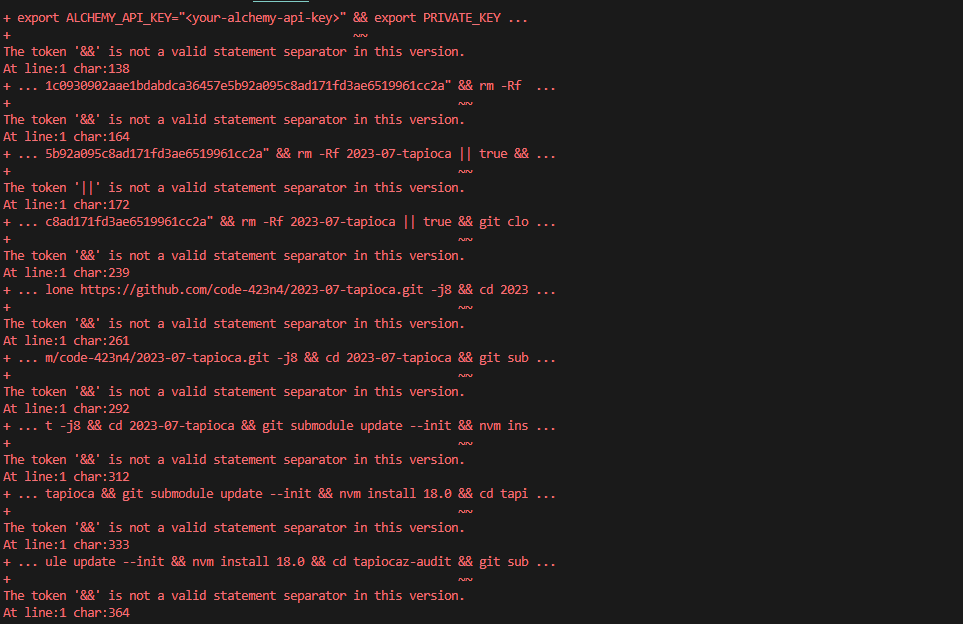 + export ALCHEMY_API_KEY="<your-alchemy-api-key>" && export PRIVATE_KEY ...
+ ~~
The token '&&' is not a valid statement separator in this version.
At line:1 char:138
+ ... 1c0930902aae1bdabdca36457e5b92a095c8ad171fd3ae6519961cc2a" && rm -Rf ...
+ ~~
The token '&&' is not a valid statement separator in this version.
At line:1 char:164
+ ... 5b92a095c8ad171fd3ae6519961cc2a" && rm -Rf 2023-07-tapioca || true && ...
+ ~~
The token '||' is not a valid statement separator in this version.
At line:1 char:172
+ ... c8ad171fd3ae6519961cc2a" && rm -Rf 2023-07-tapioca || true && git clo ...
+ ~~
The token '&&' is not a valid statement separator in this version.
At line:1 char:239
+ ... lone https://github.com/code-423n4/2023-07-tapioca.git -j8 && cd 2023 ...
+ ~~
The token '&&' is not a valid statement separator in this version.
At line:1 char:261
+ ... m/code-423n4/2023-07-tapioca.git -j8 && cd 2023-07-tapioca && git sub ...
+ ~~
The token '&&' is not a valid statement separator in this version.
At line:1 char:292
+ ... t -j8 && cd 2023-07-tapioca && git submodule update --init && nvm ins ...
+ ~~
The token '&&' is not a valid statement separator in this version.
At line:1 char:312
+ ... tapioca && git submodule update --init && nvm install 18.0 && cd tapi ...
+ ~~
The token '&&' is not a valid statement separator in this version.
At line:1 char:333
+ ... ule update --init && nvm install 18.0 && cd tapiocaz-audit && git sub ...
+ ~~
The token '&&' is not a valid statement separator in this version.
At line:1 char:364